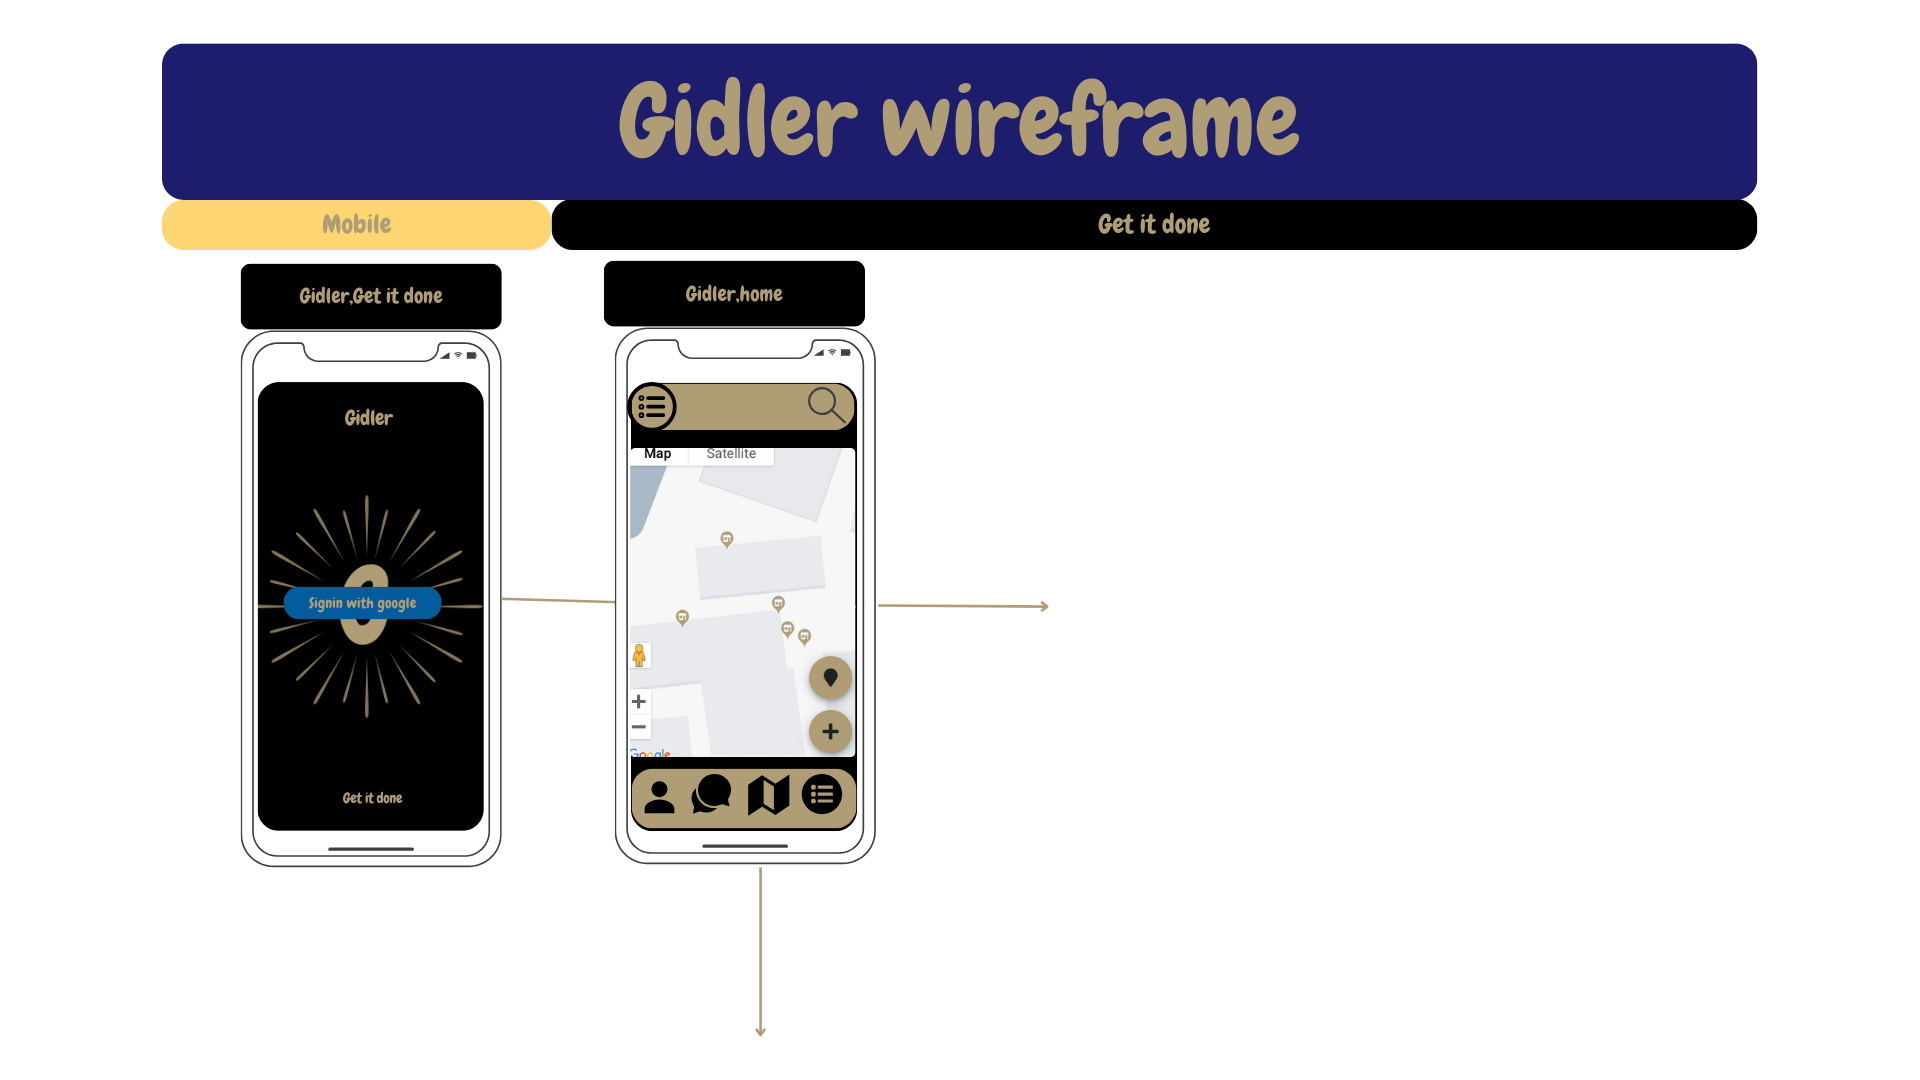 Gidler wireframe
Mobile
Get it done
Gidler,Get it done
Gidler,home
Gidler
Signin with google
Get it done
Map
Satellite
Google